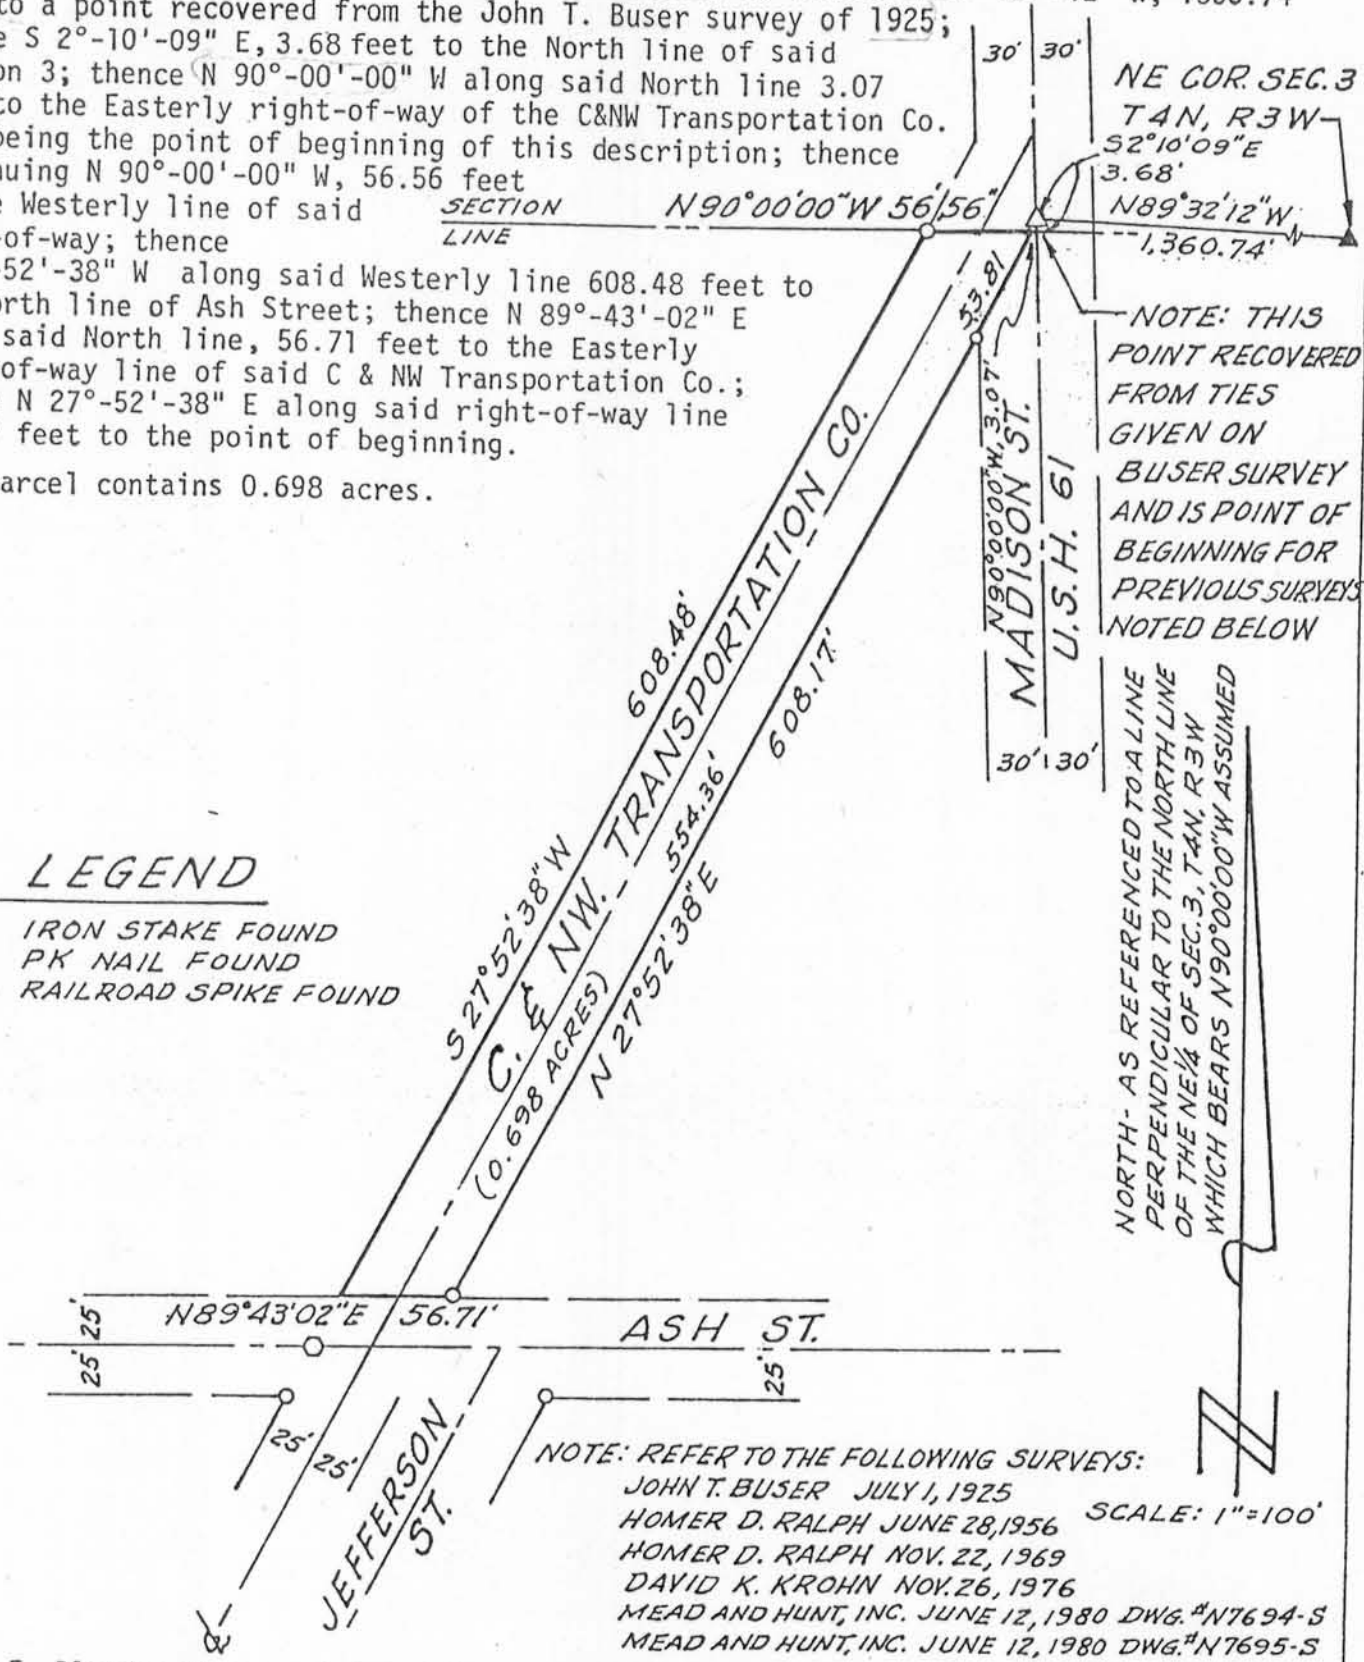 to a point recovered from the John T. Buser survey of 1925;
S 2°-10'-09" E, 3.68 feet to the North line of said
3; thence N 90°-00'-00" W along said North line 3.07
to the Easterly right-of-way of the C&NW Transportation Co.
being the point of beginning of this description; thence
N 90°-00'-00" W, 56.56 feet
Westerly line of said
of-way; thence
52'-38" W along said Westerly line 608.48 feet to
line of Ash Street; thence N 89°-43'-02" E
said North line, 56.71 feet to the Easterly
of-way line of said C & NW Transportation Co.;
N 27°-52'-38" E along said right-of-way line
feet to the point of beginning.
contains 0.698 acres.
30' 30'
NE COR. SEC. 3
T4N, R3W
S2°10'09"E
3.68'
N89°32'12"W
1,360.74'
SECTION
LINE
N90°00'00"W 56.56'
53.81
N90°00'00"W, 3.07'
MADISON ST.
U.S.H. 61
30' 30'
NOTE: THIS
POINT RECOVERED
FROM TIES
GIVEN ON
BUSER SURVEY
AND IS POINT OF
BEGINNING FOR
PREVIOUS SURVEYS
NOTED BELOW
608.48'
S27°52'38"W
C. & NW. TRANSPORTATION CO.
(0.698 ACRES)
554.36'
608.17'
N 27°52'38"E
NORTH- AS REFERENCED TO A LINE
PERPENDICULAR TO THE NORTH LINE
OF THE NE1/4 OF SEC.3, T4N, R3W
WHICH BEARS N90°00'00"W ASSUMED
LEGEND
IRON STAKE FOUND
PK NAIL FOUND
RAILROAD SPIKE FOUND
N89°43'02"E 56.71'
25' 25'
ASH ST.
25'
25' 25'
JEFFERSON
ST.
N
SCALE: 1"=100'
NOTE: REFER TO THE FOLLOWING SURVEYS:
JOHN T. BUSER JULY 1, 1925
HOMER D. RALPH JUNE 28, 1956
HOMER D. RALPH NOV. 22, 1969
DAVID K. KROHN NOV. 26, 1976
MEAD AND HUNT, INC. JUNE 12, 1980 DWG. #N7694-S
MEAD AND HUNT, INC. JUNE 12, 1980 DWG. #N7695-S